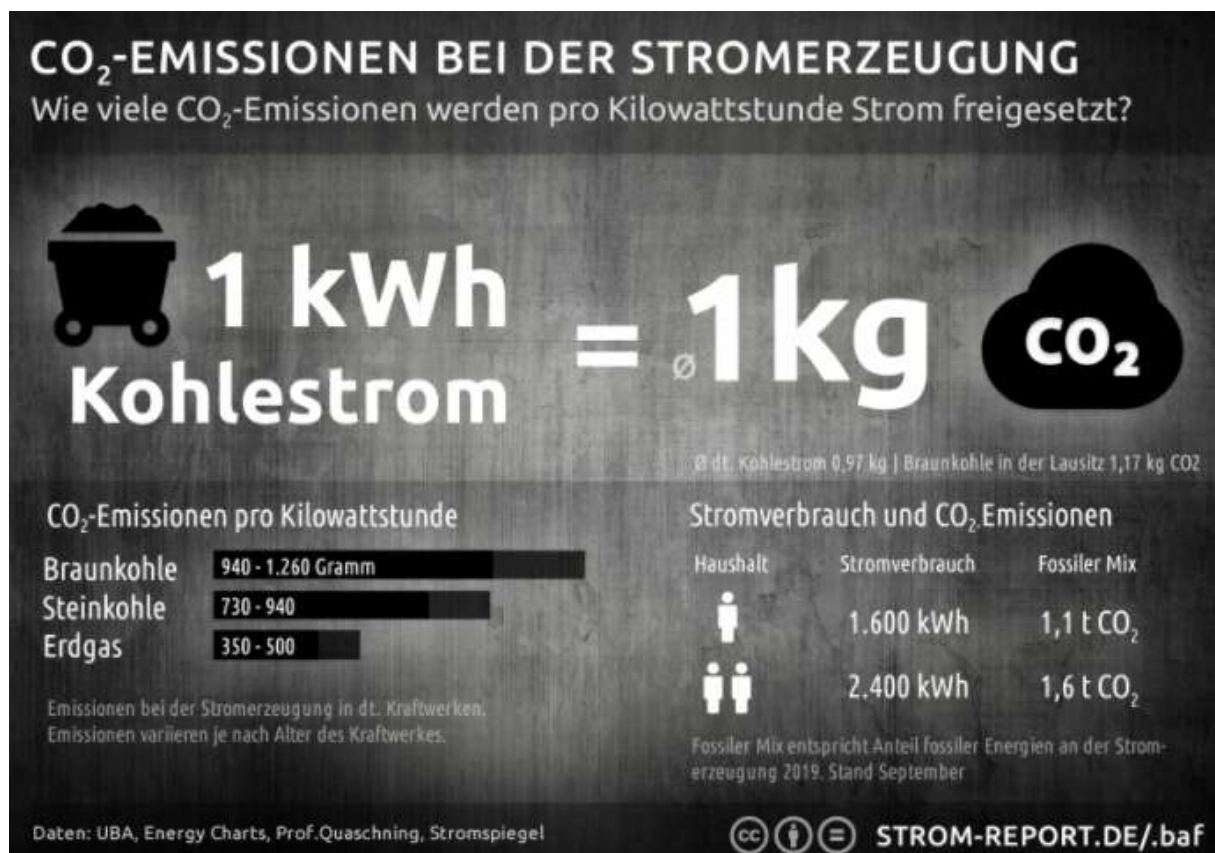 CO₂-EMISSIONEN BEI DER STROMERZEUGUNG
Wie viele CO₂-Emissionen werden pro Kilowattstunde Strom freigesetzt?
1 kWh
Kohlestrom
=
Ø 1kg
CO₂
Ø dt. Kohlestrom 0,97 kg | Braunkohle in der Lausitz 1,17 kg CO2
CO₂-Emissionen pro Kilowattstunde
Braunkohle 940 - 1.260 Gramm
Steinkohle 730 - 940
Erdgas 350 - 500
Emissionen bei der Stromerzeugung in dt. Kraftwerken.
Emissionen variieren je nach Alter des Kraftwerkes.
Stromverbrauch und CO₂ Emissionen
Haushalt Stromverbrauch Fossiler Mix
1.600 kWh 1,1 t CO₂
2.400 kWh 1,6 t CO₂
Fossiler Mix entspricht Anteil fossiler Energien an der Strom-
erzeugung 2019. Stand September
Daten: UBA, Energy Charts, Prof.Quaschning, Stromspiegel
cc = STROM-REPORT.DE/.baf